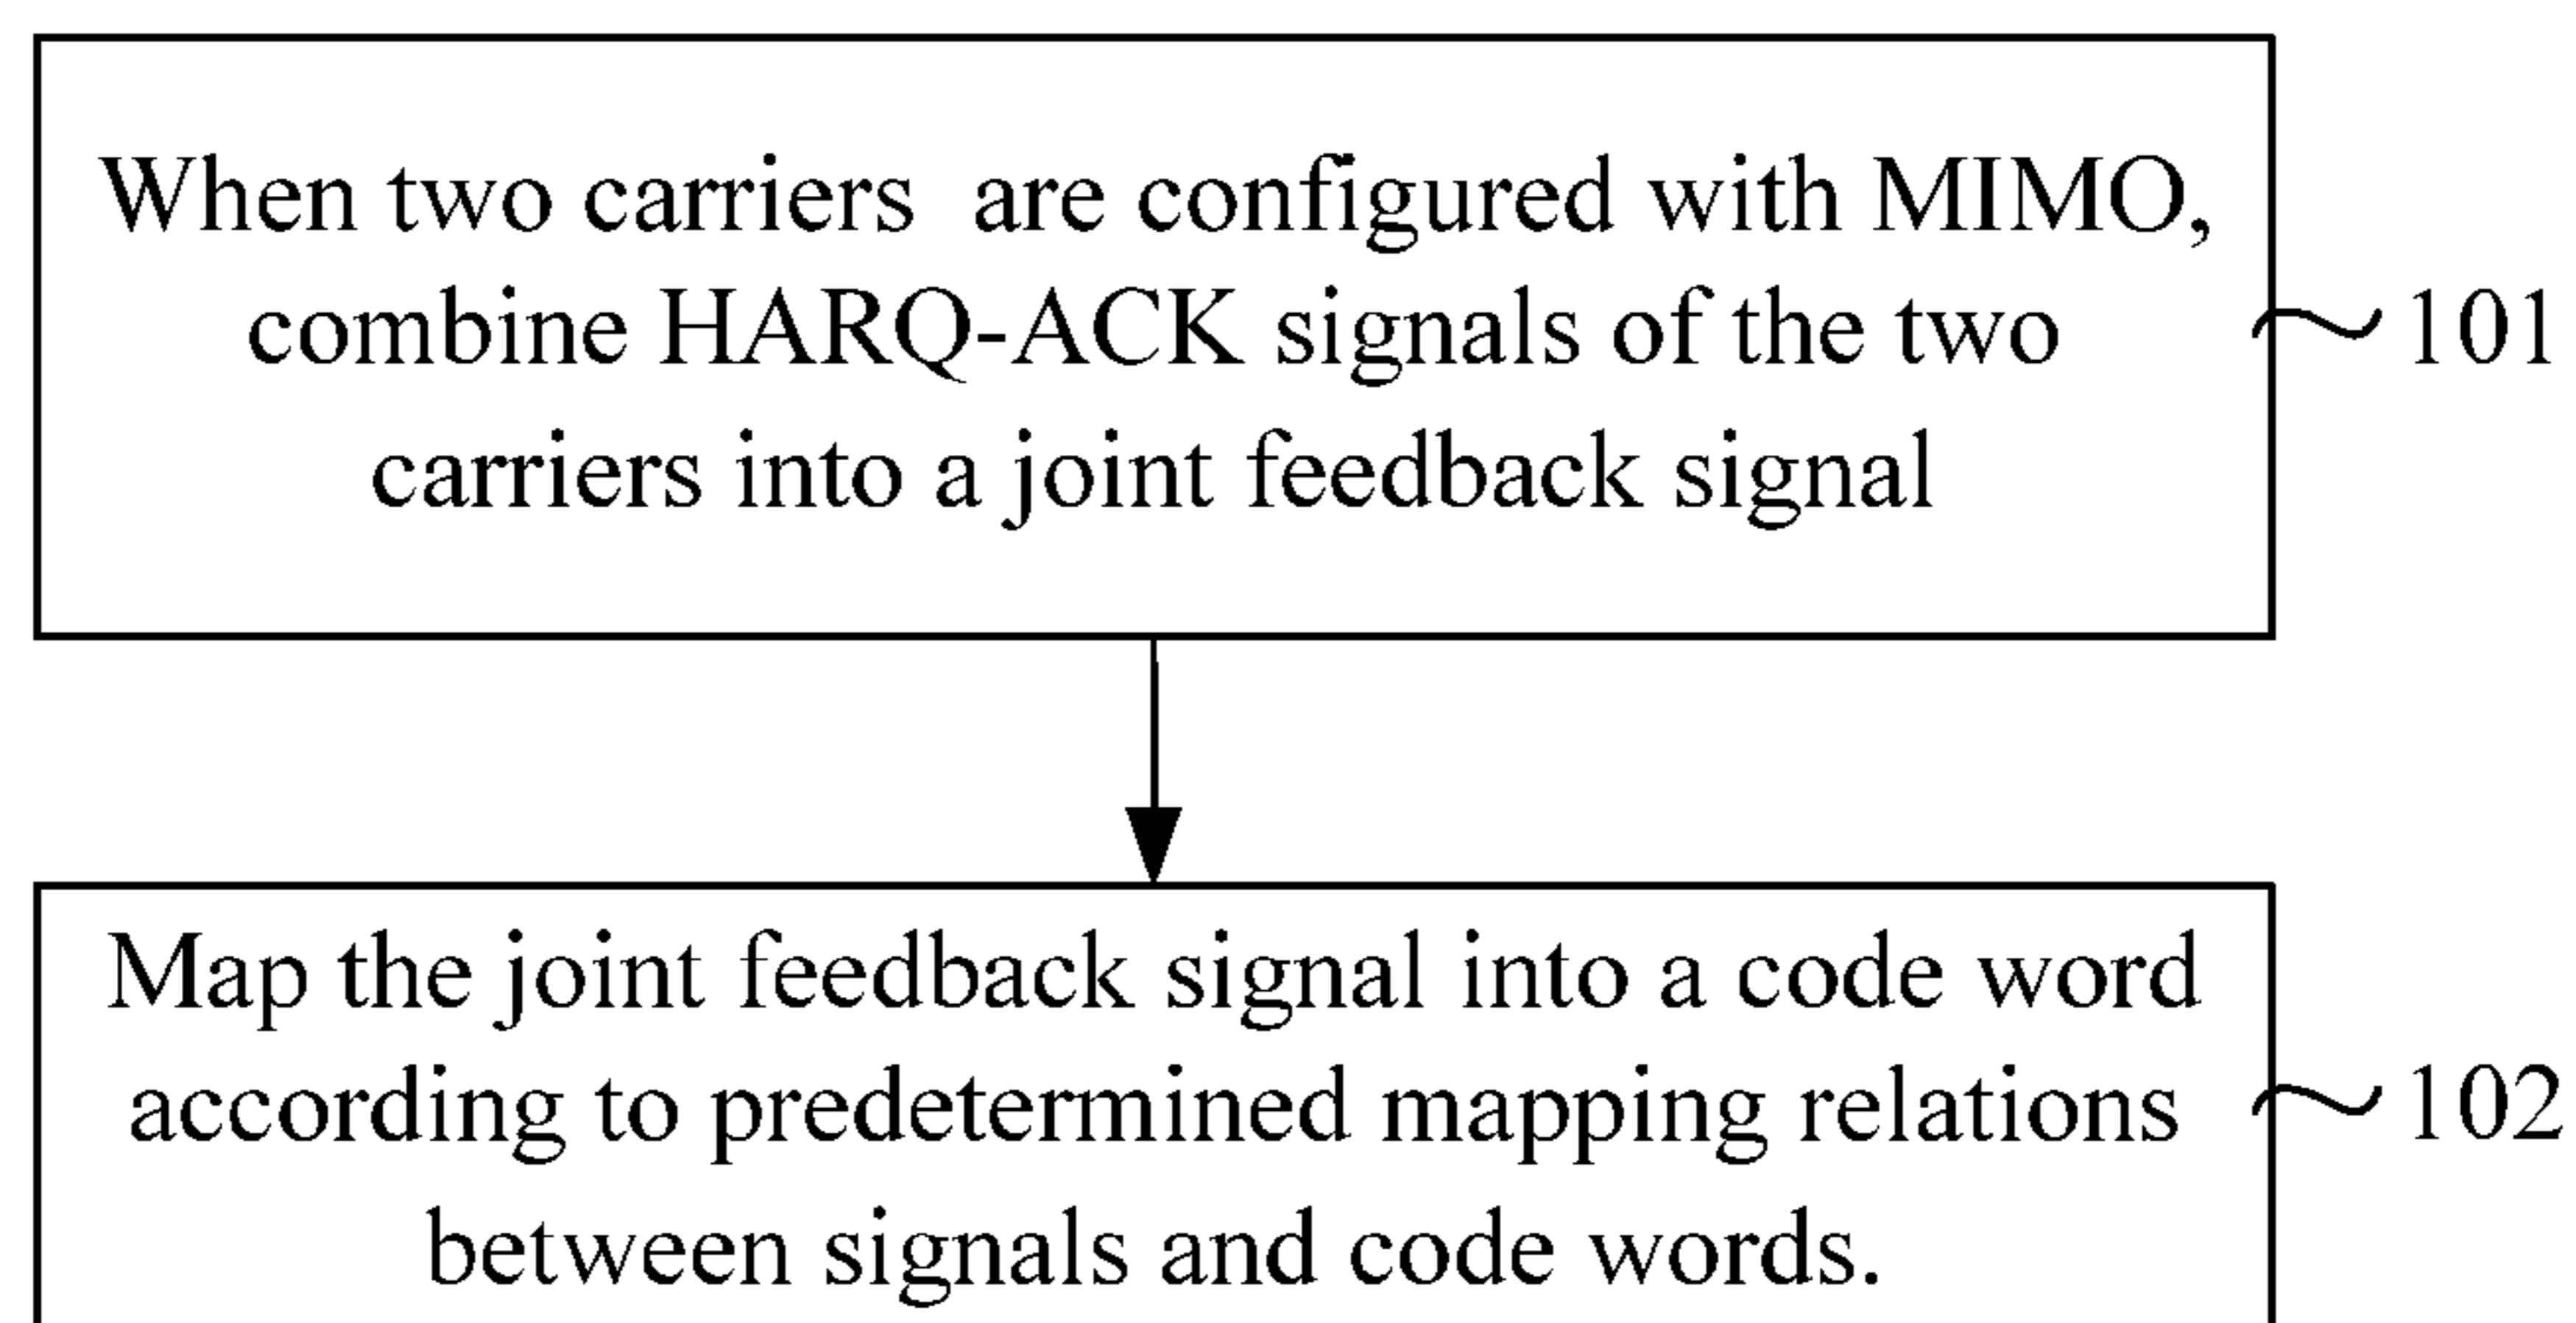 When two carriers  are configured with MIMO,
combine HARQ-ACK signals of the two
carriers into a joint feedback signal
101
Map the joint feedback signal into a code word
according to predetermined mapping relations
between signals and code words.
102